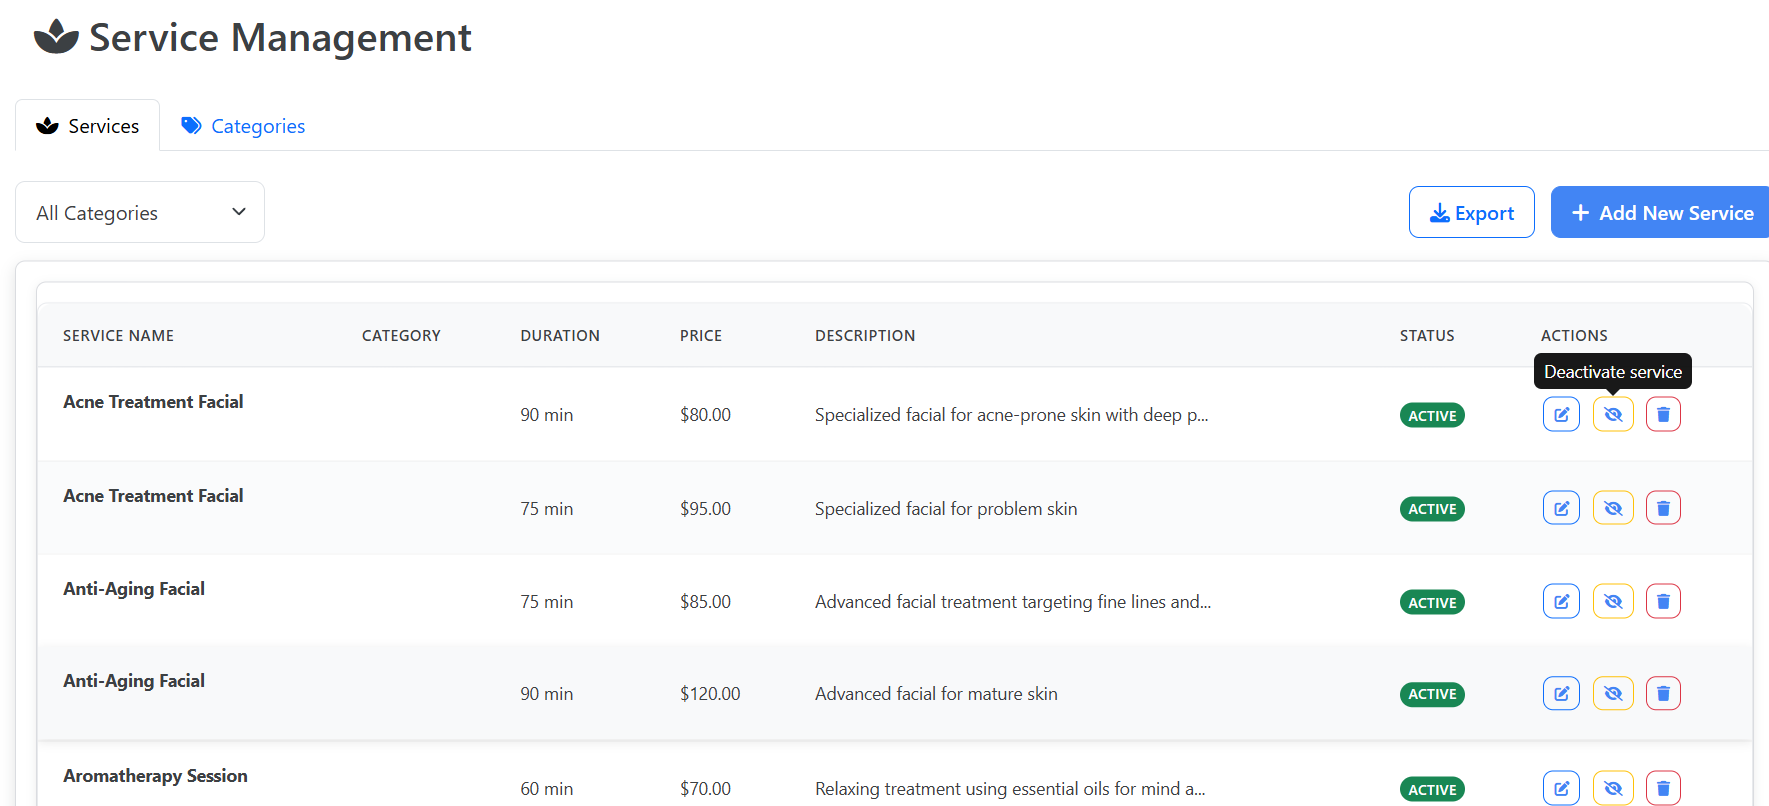 Service Management
Services Categories
All Categories Export Add New Service
SERVICE NAME CATEGORY DURATION PRICE DESCRIPTION STATUS ACTIONS
Deactivate service
Acne Treatment Facial 90 min $80.00 Specialized facial for acne-prone skin with deep p... ACTIVE
Acne Treatment Facial 75 min $95.00 Specialized facial for problem skin ACTIVE
Anti-Aging Facial 75 min $85.00 Advanced facial treatment targeting fine lines and... ACTIVE
Anti-Aging Facial 90 min $120.00 Advanced facial for mature skin ACTIVE
Aromatherapy Session 60 min $70.00 Relaxing treatment using essential oils for mind a... ACTIVE